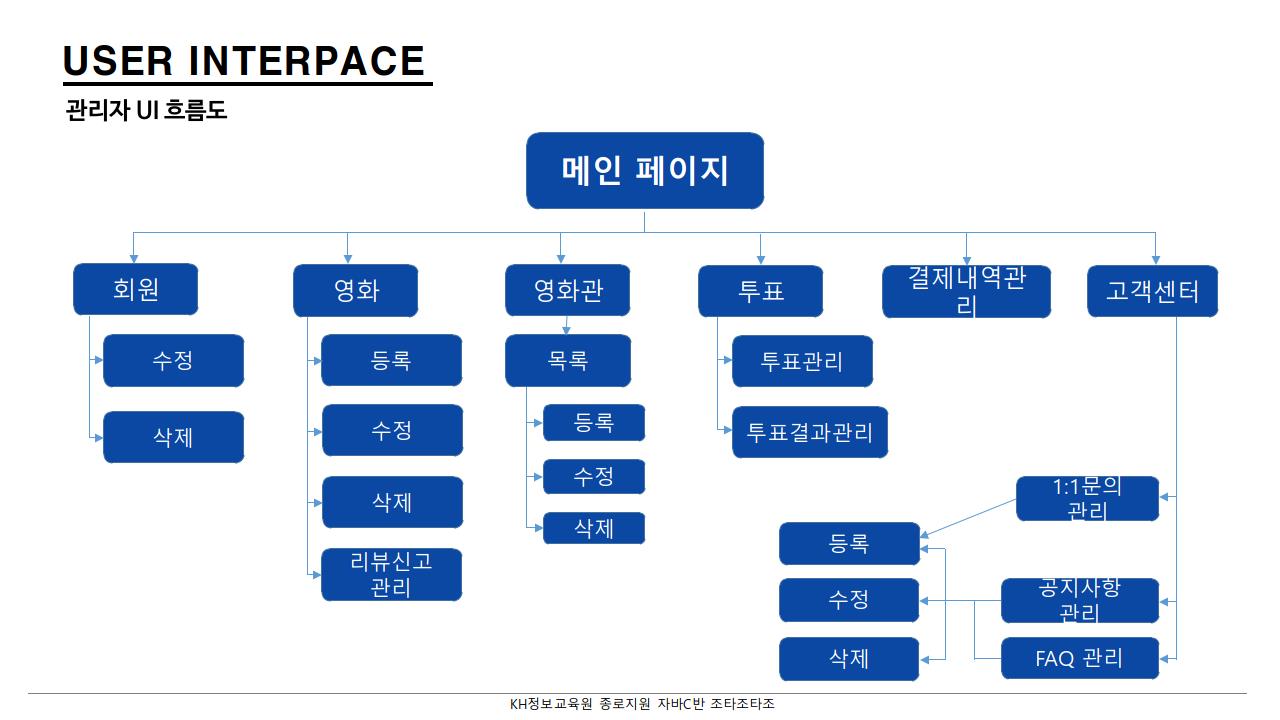 USER INTERPACE
관리자 UI 흐름도
메인 페이지
회원
영화
영화관
투표
결제내역관
리
고객센터
수정
삭제
등록
수정
삭제
리뷰신고
관리
목록
등록
수정
삭제
투표관리
투표결과관리
1:1문의
관리
공지사항
관리
FAQ 관리
등록
수정
삭제
KH정보교육원 종로지원 자바C반 조타조타조